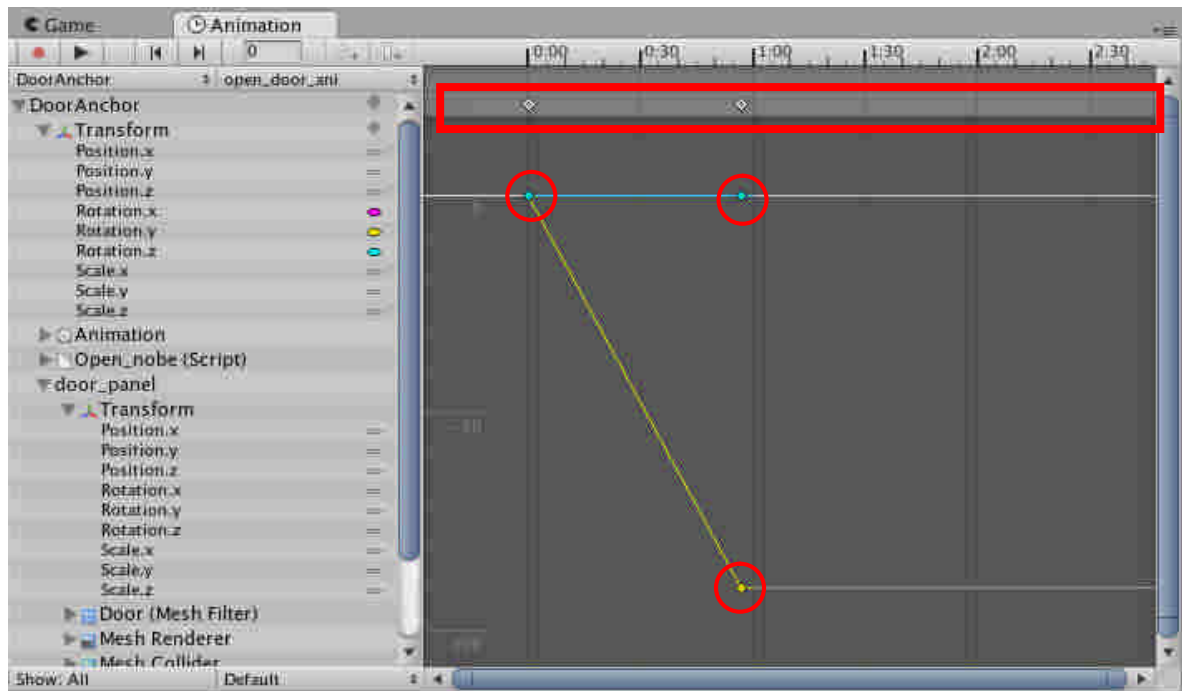 Game Animation
0 0:00 0:30 1:00 1:30 2:00 2:30
DoorAnchor open_door_ani
DoorAnchor
Transform
Position.x
Position.y
Position.z
Rotation.x
Rotation.y
Rotation.z
Scale.x
Scale.y
Scale.z
Animation
Open_nobe (Script)
door_panel
Transform
Position.x
Position.y
Position.z
Rotation.x
Rotation.y
Rotation.z
Scale.x
Scale.y
Scale.z
Door (Mesh Filter)
Mesh Renderer
Mesh Collider
Show: All Default